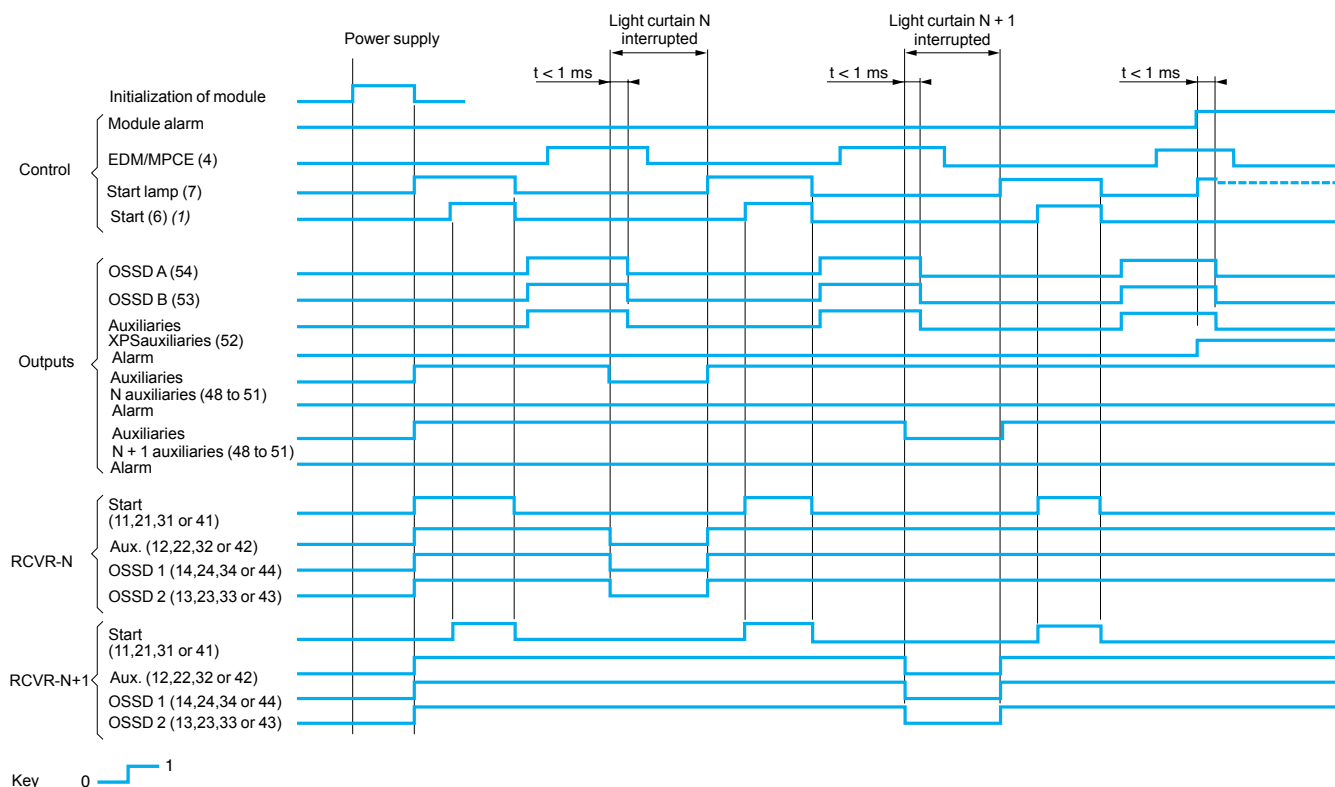 Light curtain N
interrupted
Light curtain N + 1
interrupted
Power supply
t < 1 ms
t < 1 ms
t < 1 ms
Initialization of module
Control
Module alarm
EDM/MPCE (4)
Start lamp (7)
Start (6) (1)
Outputs
OSSD A (54)
OSSD B (53)
Auxiliaries
XPSauxiliaries (52)
Alarm
Auxiliaries
N auxiliaries (48 to 51)
Alarm
Auxiliaries
N + 1 auxiliaries (48 to 51)
Alarm
RCVR-N
Start
(11,21,31 or 41)
Aux. (12,22,32 or 42)
OSSD 1 (14,24,34 or 44)
OSSD 2 (13,23,33 or 43)
RCVR-N+1
Start
(11,21,31 or 41)
Aux. (12,22,32 or 42)
OSSD 1 (14,24,34 or 44)
OSSD 2 (13,23,33 or 43)
Key 0 1